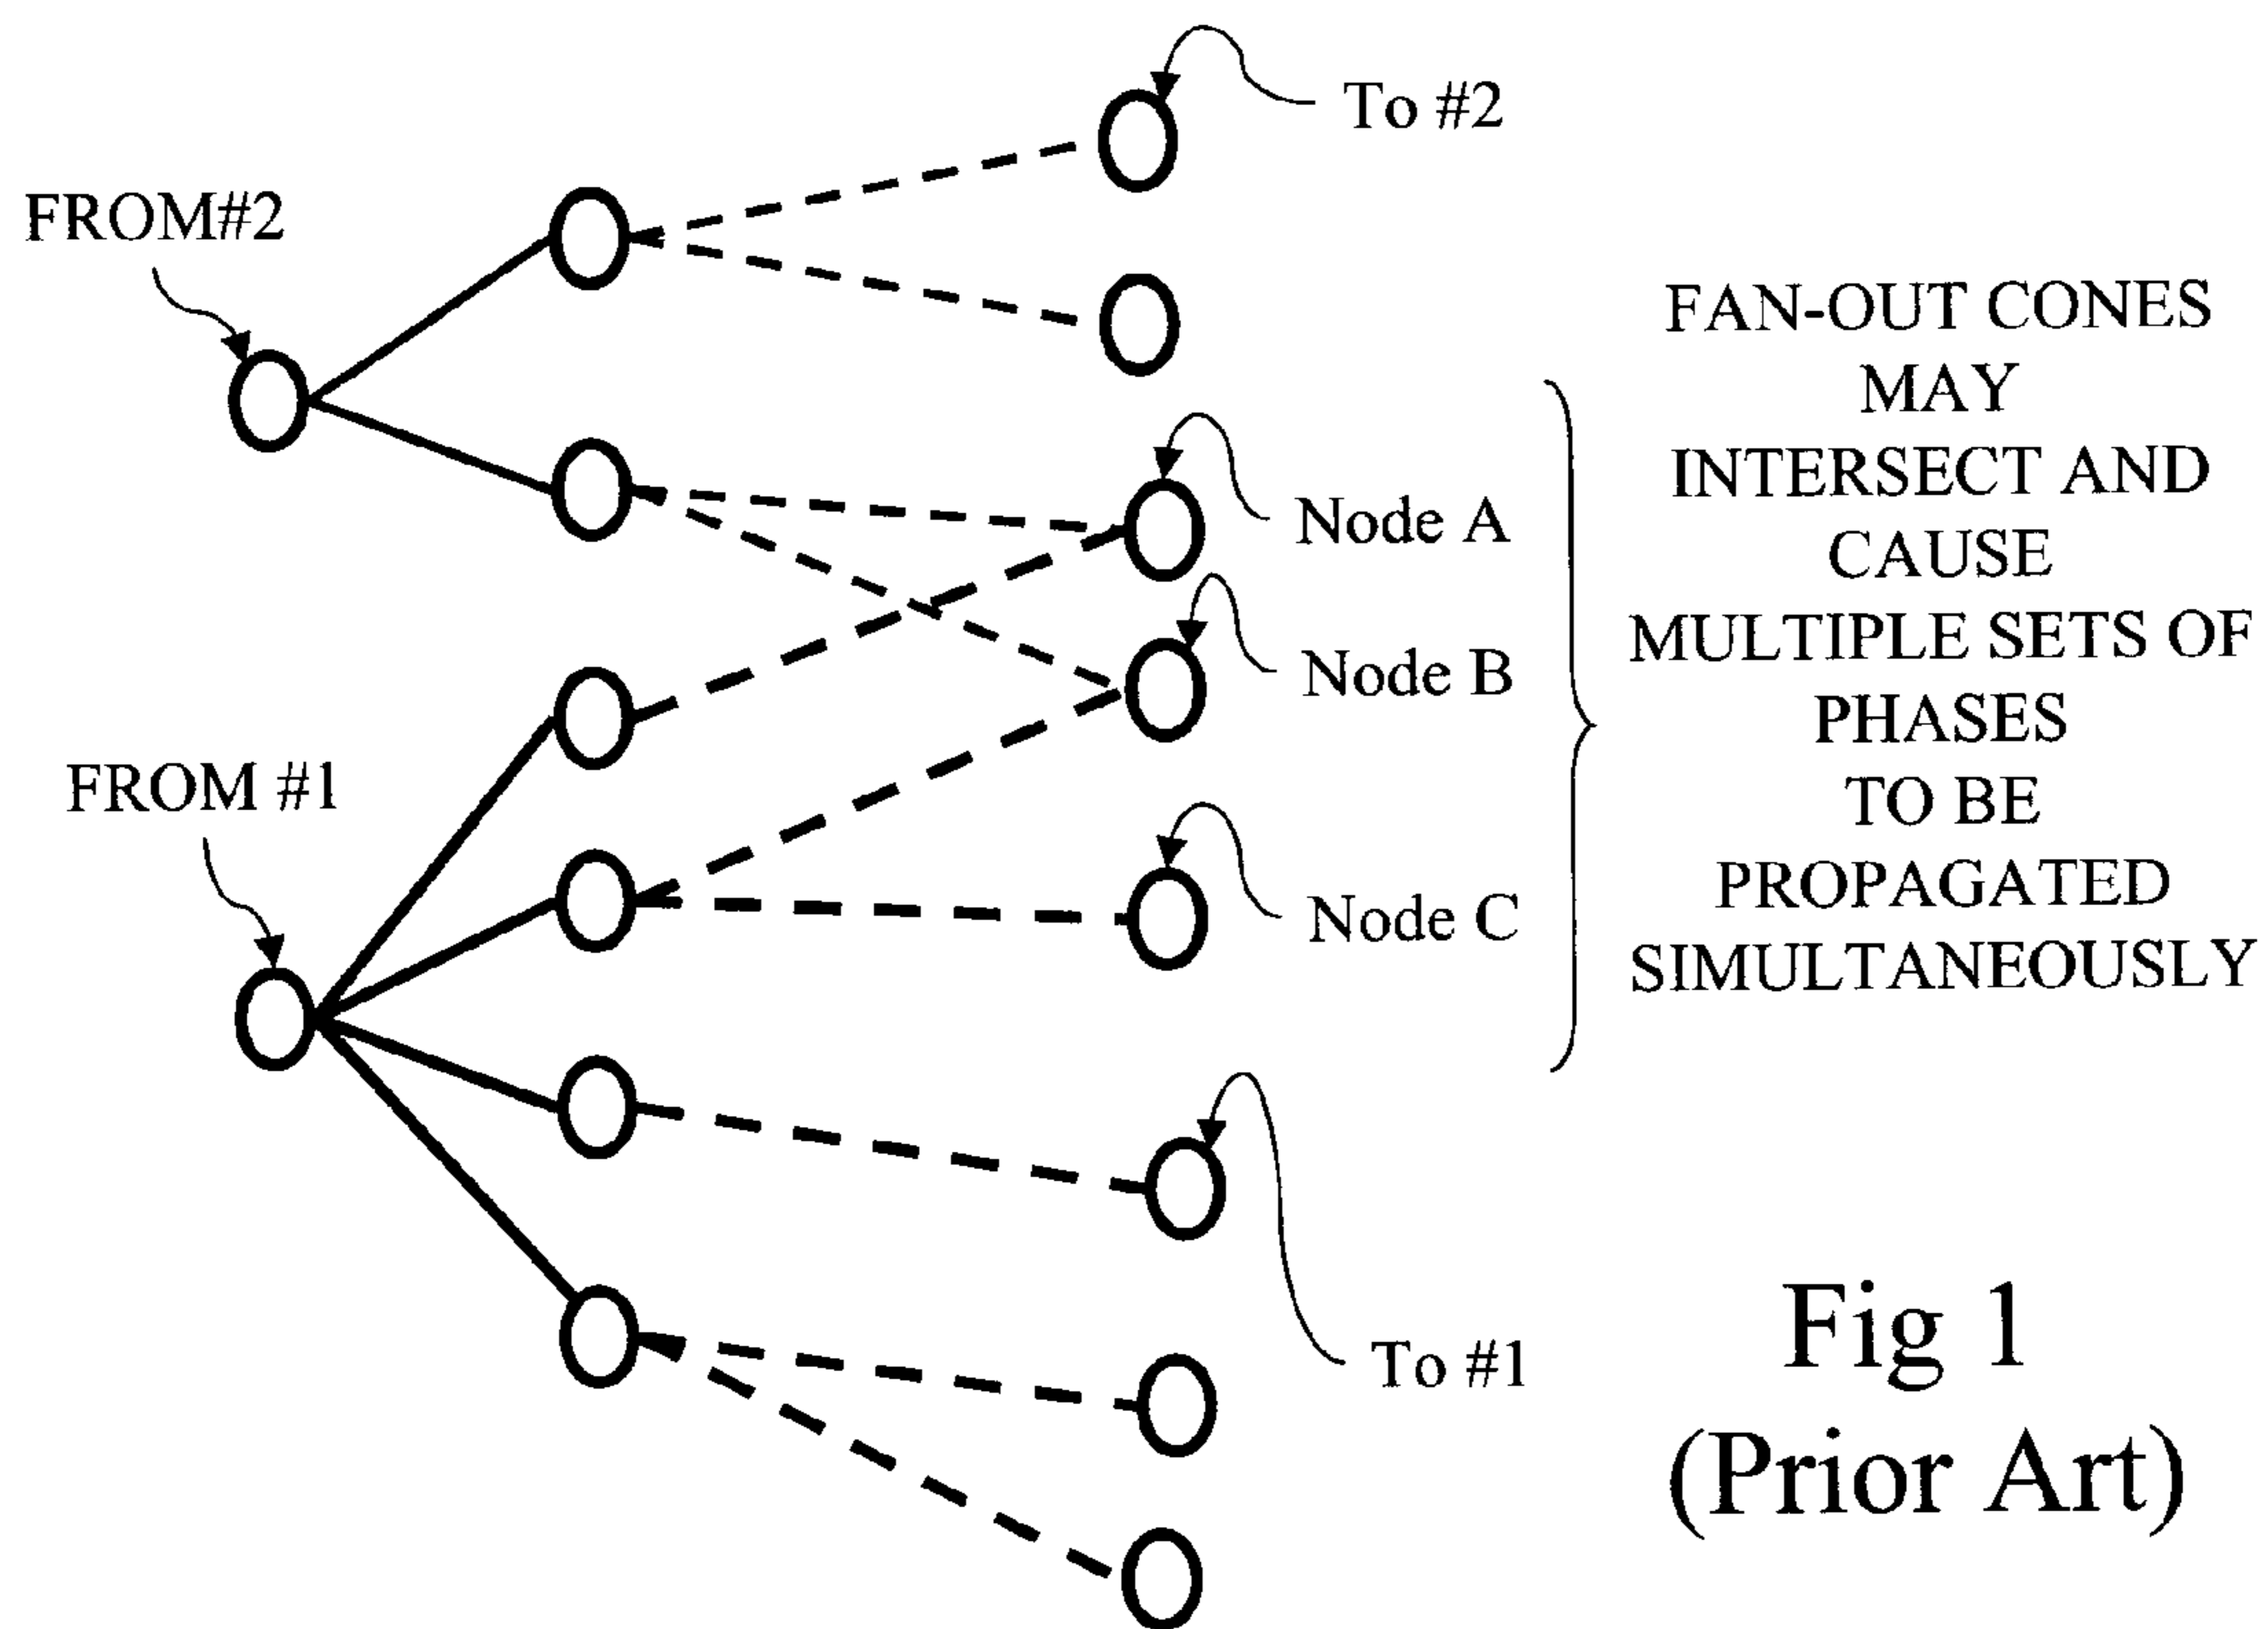 To #2
FROM#2
FAN-OUT CONES
MAY
INTERSECT AND
CAUSE
MULTIPLE SETS OF
PHASES
TO BE
PROPAGATED
SIMULTANEOUSLY
Node A
Node B
FROM #1
Node C
To #1
Fig 1
(Prior Art)